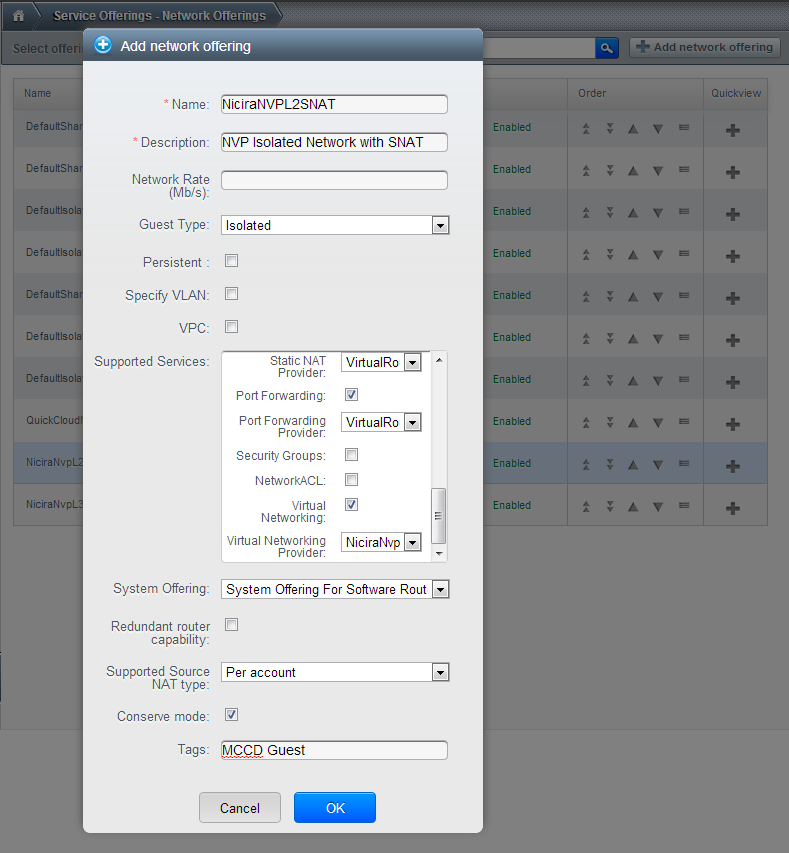 Service Offerings - Network Offerings
Select offeri
Add network offering
Add network offering
Name
Order
Quickview
* Name: NiciraNVPL2SNAT
DefaultShar
Enabled
* Description: NVP Isolated Network with SNAT
DefaultShar
Enabled
Network Rate
(Mb/s):
DefaultIsola
Enabled
Guest Type: Isolated
DefaultIsola
Enabled
Persistent :
DefaultShar
Enabled
Specify VLAN:
VPC:
DefaultIsola
Enabled
Supported Services:
Static NAT
Provider:
VirtualRo
DefaultIsola
Enabled
Port Forwarding:
Port Forwarding
Provider:
VirtualRo
QuickCloudN
Enabled
Security Groups:
NiciraNvpL2
Enabled
NetworkACL:
Virtual
Networking:
NiciraNvpL3
Enabled
Virtual Networking
Provider:
NiciraNvp
System Offering: System Offering For Software Rout
Redundant router
capability:
Supported Source
NAT type:
Per account
Conserve mode:
Tags: MCCD Guest
Cancel
OK